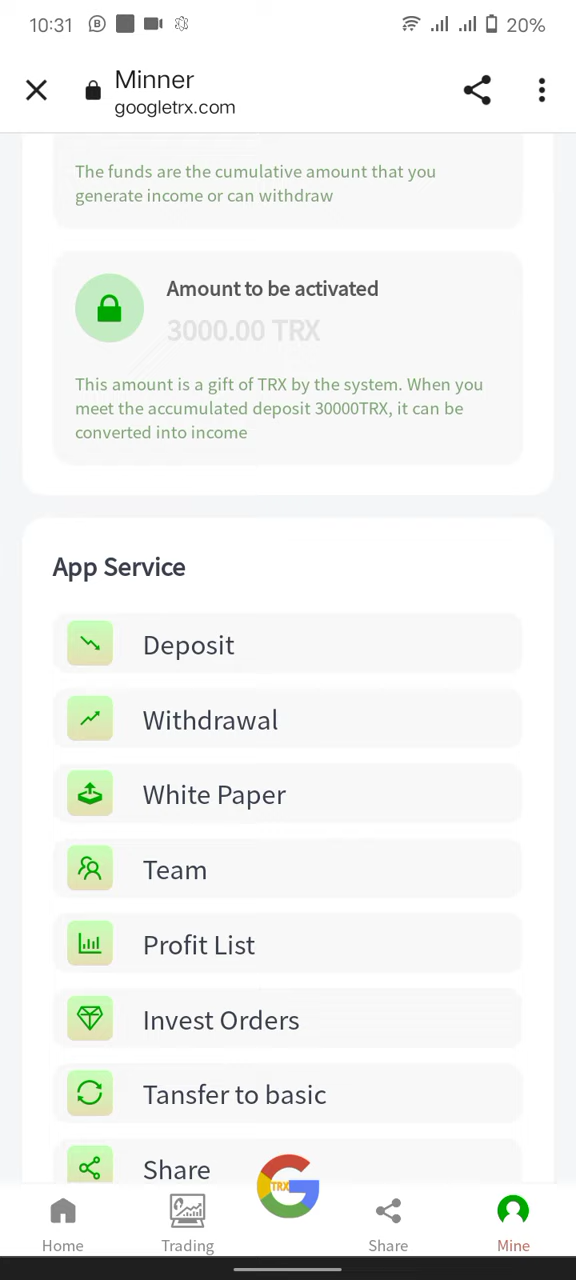 10:31
20%
Minner
googletrx.com
The funds are the cumulative amount that you
generate income or can withdraw
Amount to be activated
3000.00 TRX
This amount is a gift of TRX by the system. When you
meet the accumulated deposit 30000TRX, it can be
converted into income
App Service
Deposit
Withdrawal
White Paper
Team
Profit List
Invest Orders
Tansfer to basic
Share
TRX
Home
Trading
Share
Mine